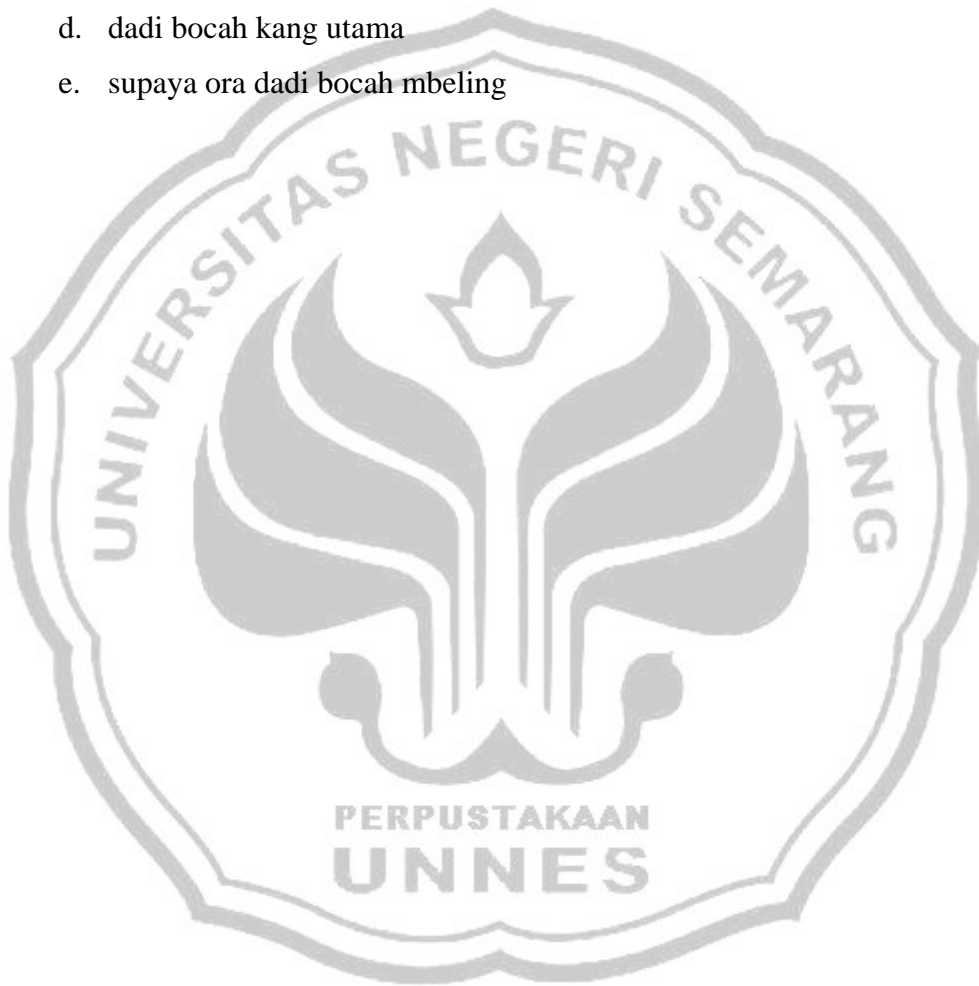 d. dadi bocah kang utama
e. supaya ora dadi bocah mbeling
UNIVERSITAS NEGERI SEMARANG
PERPUSTAKAAN
UNNES